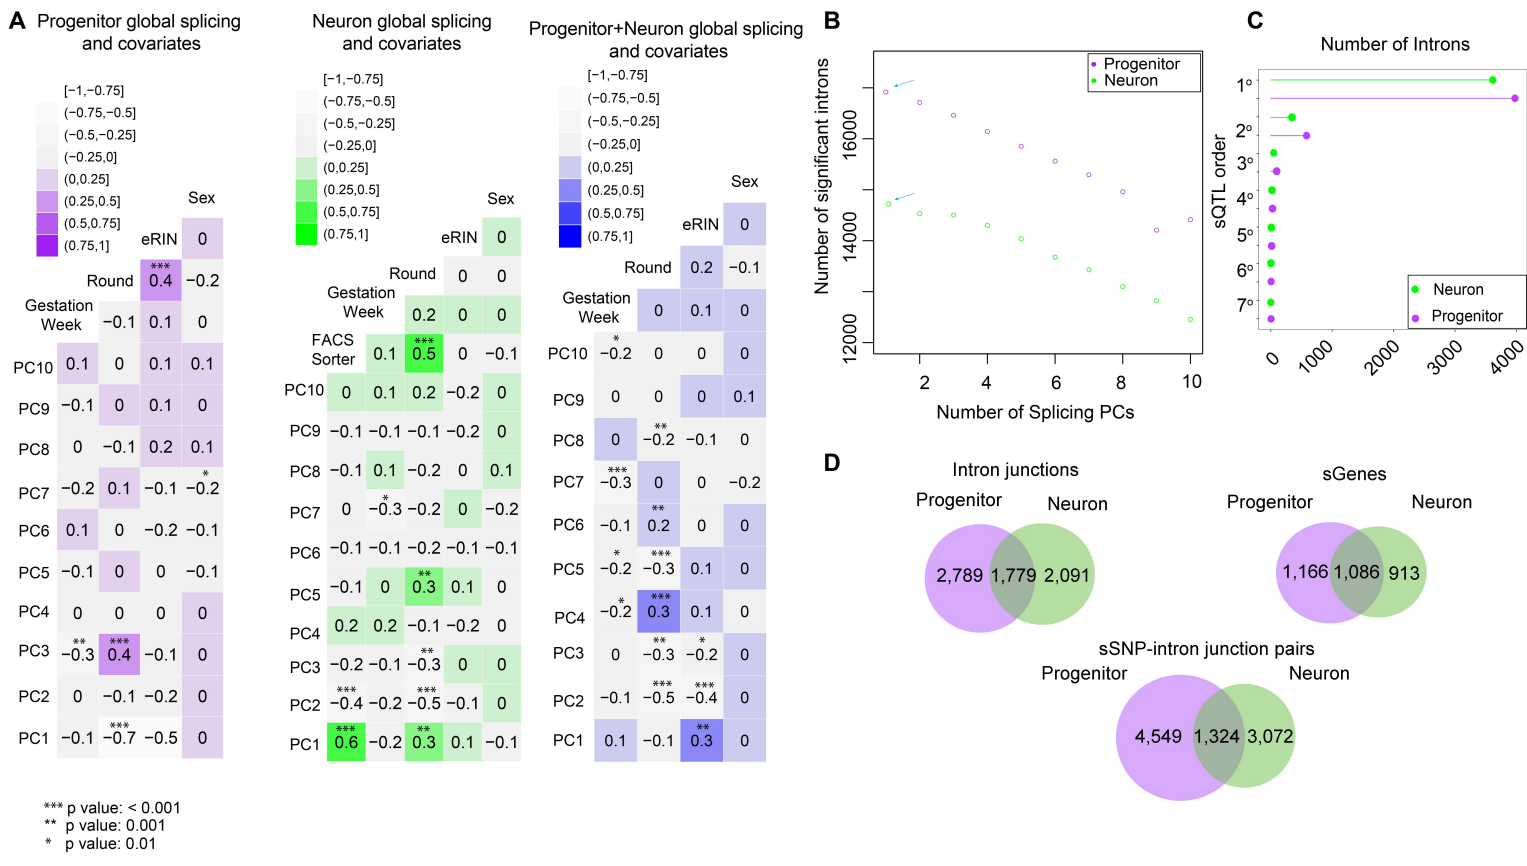 A
Progenitor global splicing
and covariates
[−1,−0.75]
(−0.75,−0.5]
(−0.5,−0.25]
(−0.25,0]
(0,0.25]
(0.25,0.5]
(0.5,0.75]
(0.75,1]
Sex
eRIN 0
Round *** 0.4 −0.2
Gestation
Week −0.1 0.1 0
PC10 0.1 0 0.1 0.1
PC9 −0.1 0 0.1 0
PC8 0 −0.1 0.2 0.1
PC7 −0.2 0.1 −0.1 * −0.2
PC6 0.1 0 −0.2 −0.1
PC5 −0.1 0 0 −0.1
PC4 0 0 0 0
PC3 ** −0.3 *** 0.4 −0.1 0
PC2 0 −0.1 −0.2 0
PC1 −0.1 *** −0.7 −0.5 0
*** p value: < 0.001
** p value: 0.001
* p value: 0.01
Neuron global splicing
and covariates
[−1,−0.75]
(−0.75,−0.5]
(−0.5,−0.25]
(−0.25,0]
(0,0.25]
(0.25,0.5]
(0.5,0.75]
(0.75,1]
Sex
eRIN 0
Round 0 0
Gestation
Week 0.2 0 0
FACS
Sorter 0.1 *** 0.5 0 −0.1
PC10 0 0.1 0.2 −0.2 0
PC9 −0.1 −0.1 −0.1 −0.2 0
PC8 −0.1 0.1 −0.2 0 0.1
PC7 0 * −0.3 −0.2 0 −0.2
PC6 −0.1 −0.1 −0.2 −0.1 −0.1
PC5 −0.1 0 ** 0.3 0.1 0
PC4 0.2 0.2 −0.1 −0.2 0
PC3 −0.2 −0.1 ** −0.3 0 0
PC2 *** −0.4 −0.2 *** −0.5 −0.1 0
PC1 *** 0.6 −0.2 ** 0.3 0.1 −0.1
Progenitor+Neuron global splicing
and covariates
[−1,−0.75]
(−0.75,−0.5]
(−0.5,−0.25]
(−0.25,0]
(0,0.25]
(0.25,0.5]
(0.5,0.75]
(0.75,1]
Sex
eRIN 0
Round 0.2 −0.1
Gestation
Week 0 0.1 0
PC10 * −0.2 0 0 0
PC9 0 0 0 0.1
PC8 0 ** −0.2 −0.1 0
PC7 *** −0.3 0 0 −0.2
PC6 −0.1 ** 0.2 0 0
PC5 * −0.2 *** −0.3 0.1 0
PC4 * −0.2 *** 0.3 0.1 0
PC3 0 ** −0.3 * −0.2 0
PC2 −0.1 *** −0.5 *** −0.4 0
PC1 0.1 −0.1 ** 0.3 0
B
Number of significant introns
16000
14000
12000
Progenitor
Neuron
2 4 6 8 10
Number of Splicing PCs
C
Number of Introns
sQTL order
1º
2º
3º
4º
5º
6º
7º
Neuron
Progenitor
0 1000 2000 3000 4000
D
Intron junctions
Progenitor Neuron
2,789 1,779 2,091
sGenes
Progenitor Neuron
1,166 1,086 913
sSNP-intron junction pairs
Progenitor Neuron
4,549 1,324 3,072